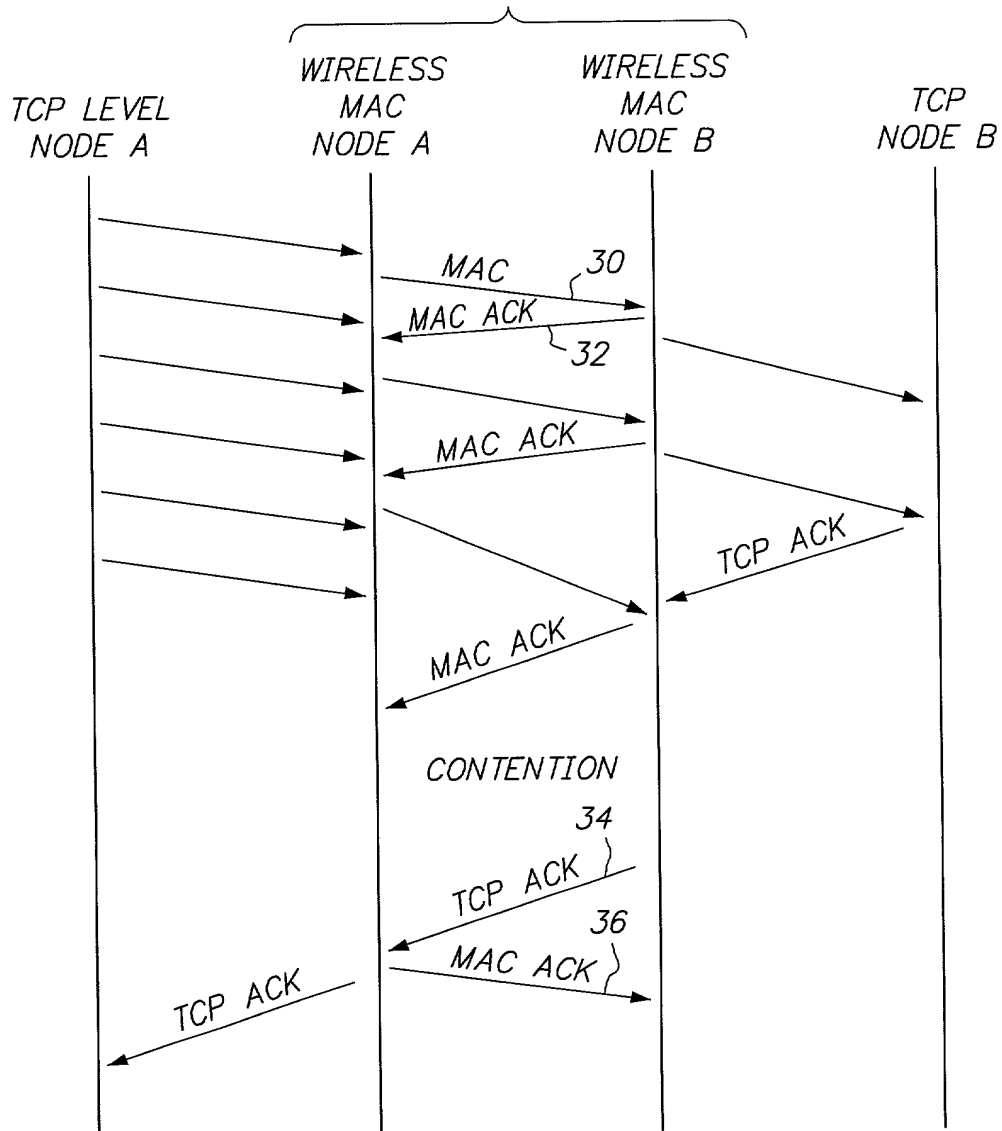 TCP LEVEL
NODE A
WIRELESS
MAC
NODE A
WIRELESS
MAC
NODE B
TCP
NODE B
MAC
30
MAC ACK
32
MAC ACK
TCP ACK
MAC ACK
CONTENTION
34
TCP ACK
36
MAC ACK
TCP ACK